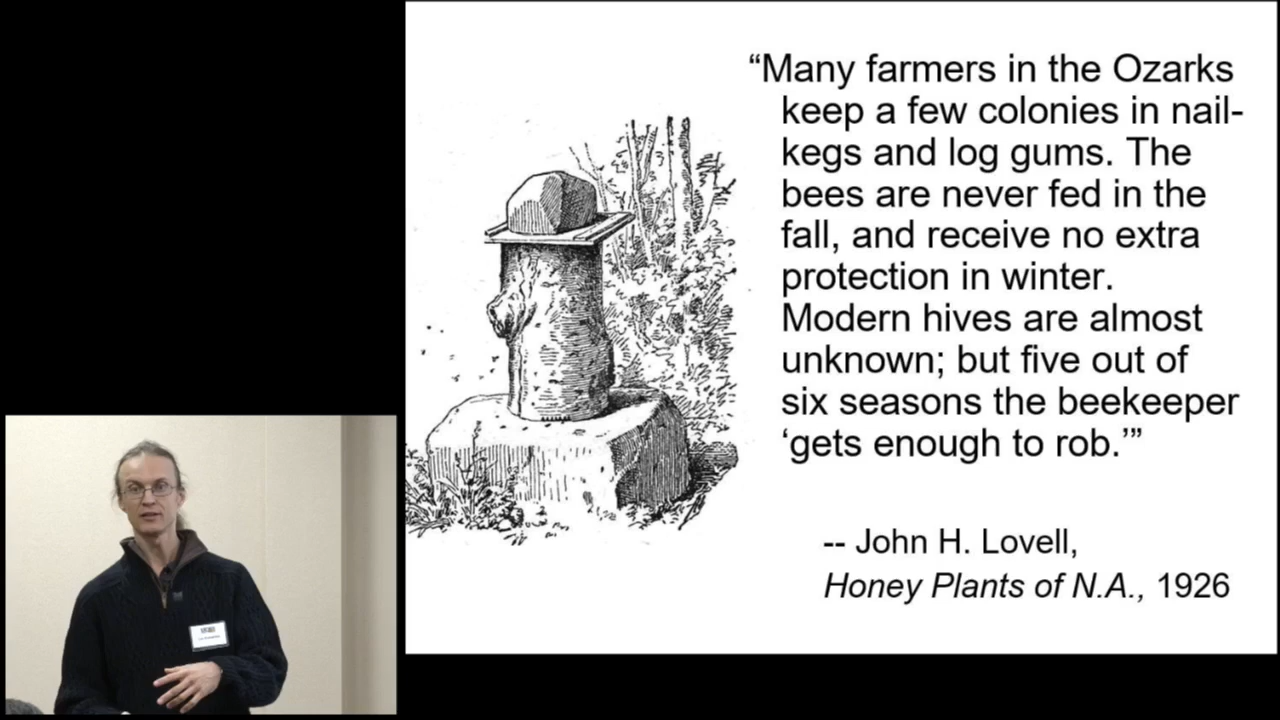 “Many farmers in the Ozarks
keep a few colonies in nail-
kegs and log gums. The
bees are never fed in the
fall, and receive no extra
protection in winter.
Modern hives are almost
unknown; but five out of
six seasons the beekeeper
‘gets enough to rob.’”
-- John H. Lovell,
Honey Plants of N.A., 1926